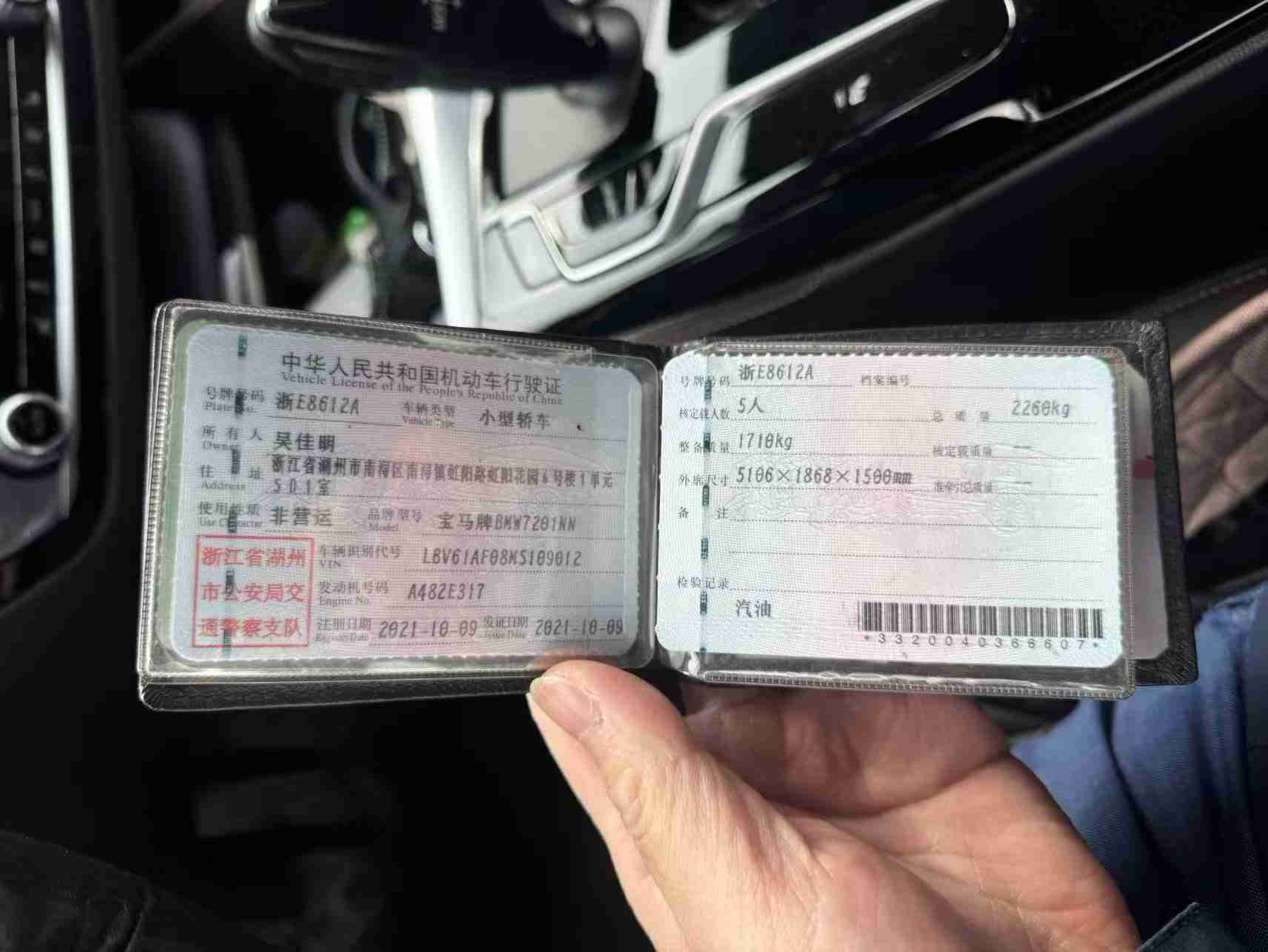 中华人民共和国机动车行驶证
Vehicle License of the People's Republic of China
号牌号码 浙E8612A 车辆类型 小型轿车
Plate No. Vehicle Type
所有人 吴佳明
Owner
住址 浙江省湖州市南浔区南浔镇虹阳路虹阳花园6号楼1单元
Address 501室
使用性质 非营运 品牌型号 宝马牌BMW7201NN
Use Character Model
浙江省湖州
市公安局交
通警察支队
车辆识别代号 LBV61AF08MS109012
VIN
发动机号码 A482E317
Engine No.
注册日期 2021-10-09 发证日期 2021-10-09
Register Date Issue Date
号牌号码 浙E8612A 档案编号
核定载人数 5人 总质量 2260kg
整备质量 1710kg 核定载质量 --
外廓尺寸 5106×1868×1500mm 准牵引总质量 --
备注
检验记录
汽油
*3320040366607*